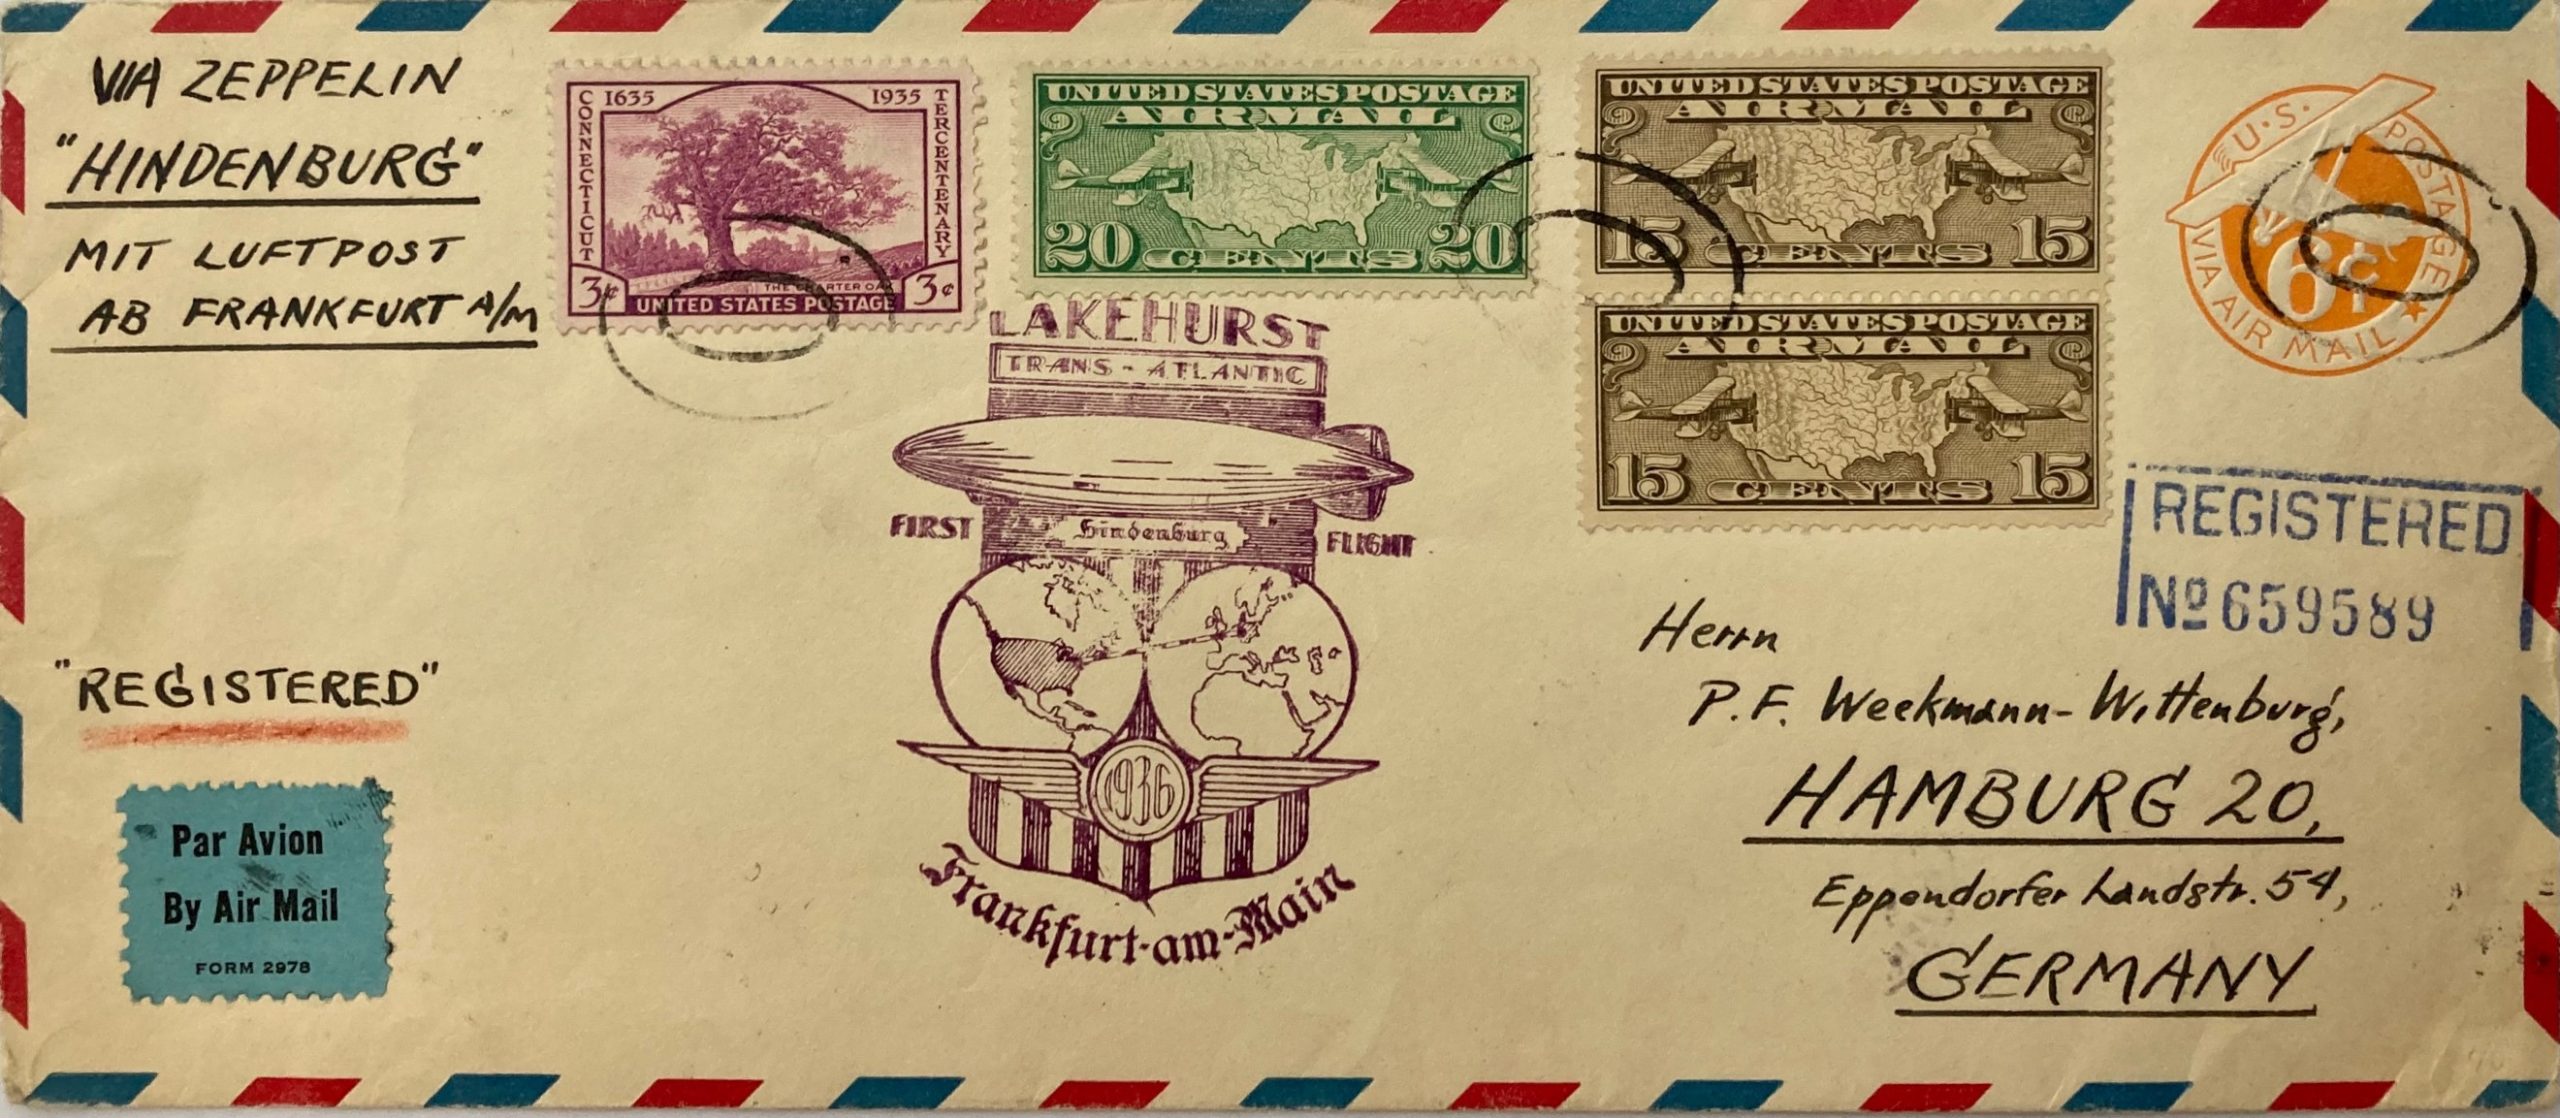 VIA ZEPPELIN
"HINDENBURG"
MIT LUFTPOST
AB FRANKFURT A/M
1635 1935
CONNECTICUT
TERCENTENARY
THE CHARTER OAK
3¢ UNITED STATES POSTAGE 3¢
UNITED STATES POSTAGE
AIR MAIL
20 CENTS 20
UNITED STATES POSTAGE
AIR MAIL
15 CENTS 15
UNITED STATES POSTAGE
AIR MAIL
15 CENTS 15
U·S· POSTAGE
6¢
VIA AIR MAIL
LAKEHURST
TRANS-ATLANTIC
FIRST Hindenburg FLIGHT
1936
Frankfurt-am-Main
REGISTERED
Nº 659589
"REGISTERED"
Par Avion
By Air Mail
FORM 2978
Herrn
P.F. Weekmann-Wittenburg,
HAMBURG 20,
Eppendorfer Landstr. 54,
GERMANY